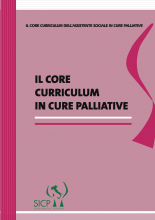 IL CORE CURRICULUM DELL'ASSISTENTE SOCIALE IN CURE PALLIATIVE
IL CORE
CURRICULUM
IN CURE PALLIATIVE
SICP